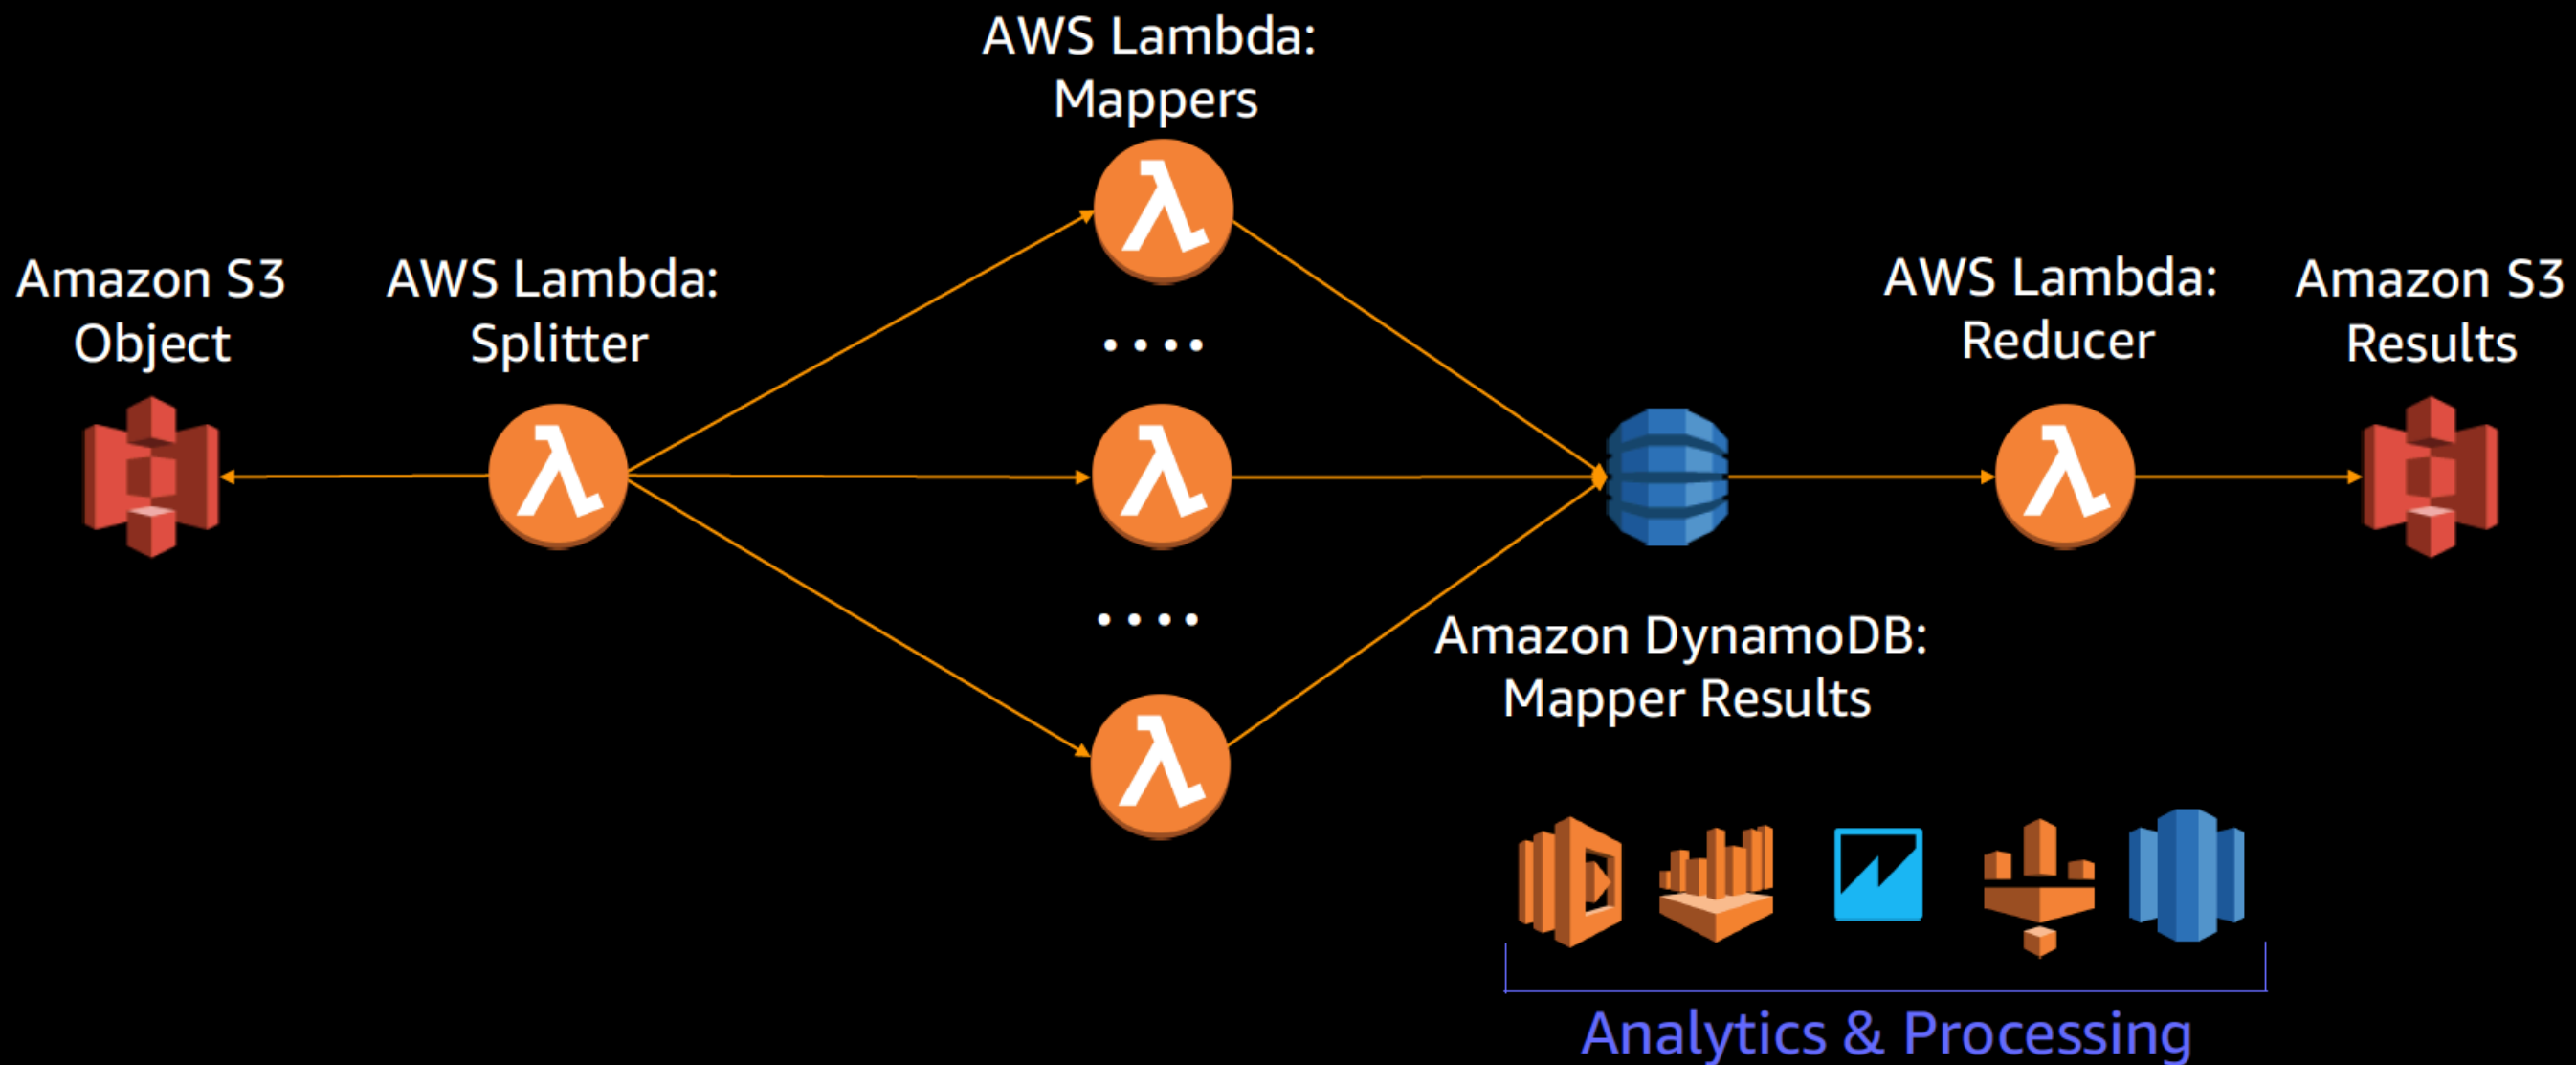 AWS Lambda:
Mappers
Amazon S3
Object
AWS Lambda:
Splitter
....
....
AWS Lambda:
Reducer
Amazon S3
Results
Amazon DynamoDB:
Mapper Results
Analytics & Processing